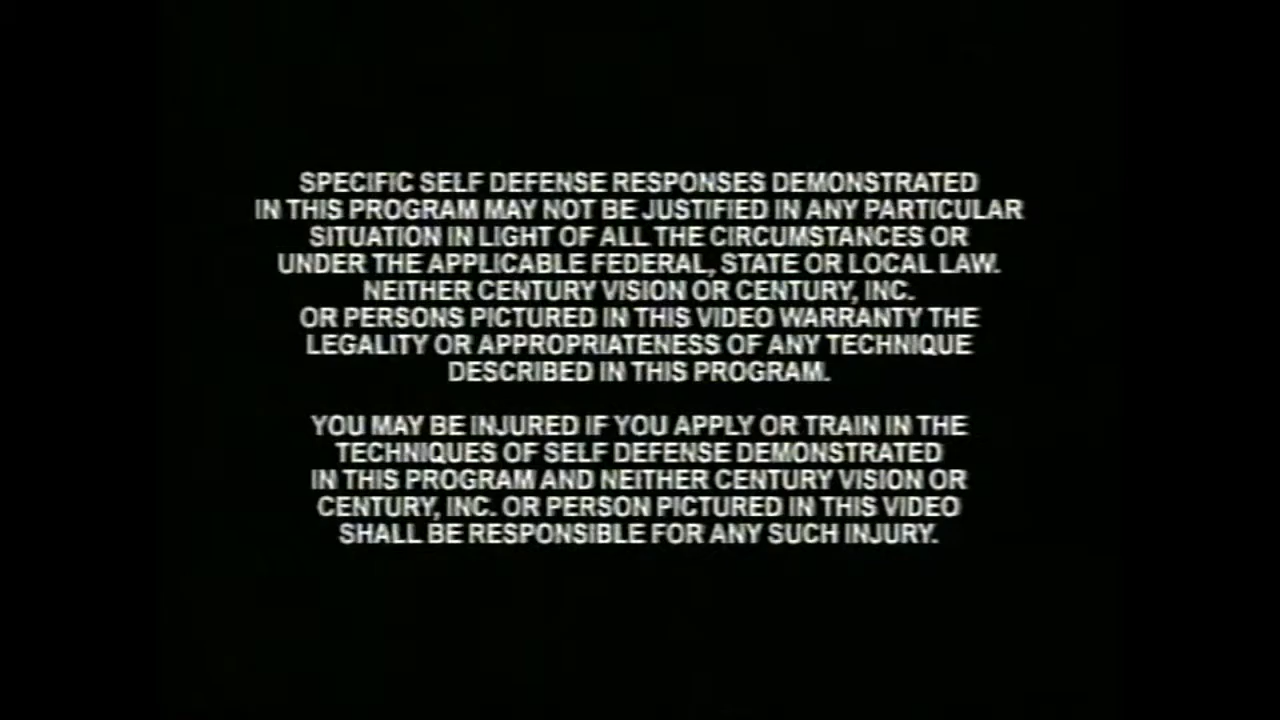 SPECIFIC SELF DEFENSE RESPONSES DEMONSTRATED
IN THIS PROGRAM MAY NOT BE JUSTIFIED IN ANY PARTICULAR
SITUATION IN LIGHT OF ALL THE CIRCUMSTANCES OR
UNDER THE APPLICABLE FEDERAL, STATE OR LOCAL LAW.
NEITHER CENTURY VISION OR CENTURY, INC.
OR PERSONS PICTURED IN THIS VIDEO WARRANTY THE
LEGALITY OR APPROPRIATENESS OF ANY TECHNIQUE
DESCRIBED IN THIS PROGRAM.
YOU MAY BE INJURED IF YOU APPLY OR TRAIN IN THE
TECHNIQUES OF SELF DEFENSE DEMONSTRATED
IN THIS PROGRAM AND NEITHER CENTURY VISION OR
CENTURY, INC. OR PERSON PICTURED IN THIS VIDEO
SHALL BE RESPONSIBLE FOR ANY SUCH INJURY.